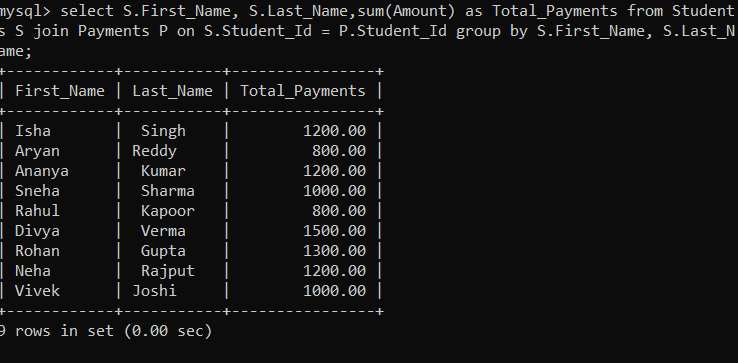 mysql> select S.First_Name, S.Last_Name,sum(Amount) as Total_Payments from Student
s S join Payments P on S.Student_Id = P.Student_Id group by S.First_Name, S.Last_N
ame;
+------------+-----------+----------------+
| First_Name | Last_Name | Total_Payments |
+------------+-----------+----------------+
| Isha       |  Singh    |        1200.00 |
| Aryan      | Reddy     |         800.00 |
| Ananya     |  Kumar    |        1200.00 |
| Sneha      |  Sharma   |        1000.00 |
| Rahul      |  Kapoor   |         800.00 |
| Divya      |  Verma    |        1500.00 |
| Rohan      |  Gupta    |        1300.00 |
| Neha       |  Rajput   |        1200.00 |
| Vivek      | Joshi     |        1000.00 |
+------------+-----------+----------------+
9 rows in set (0.00 sec)